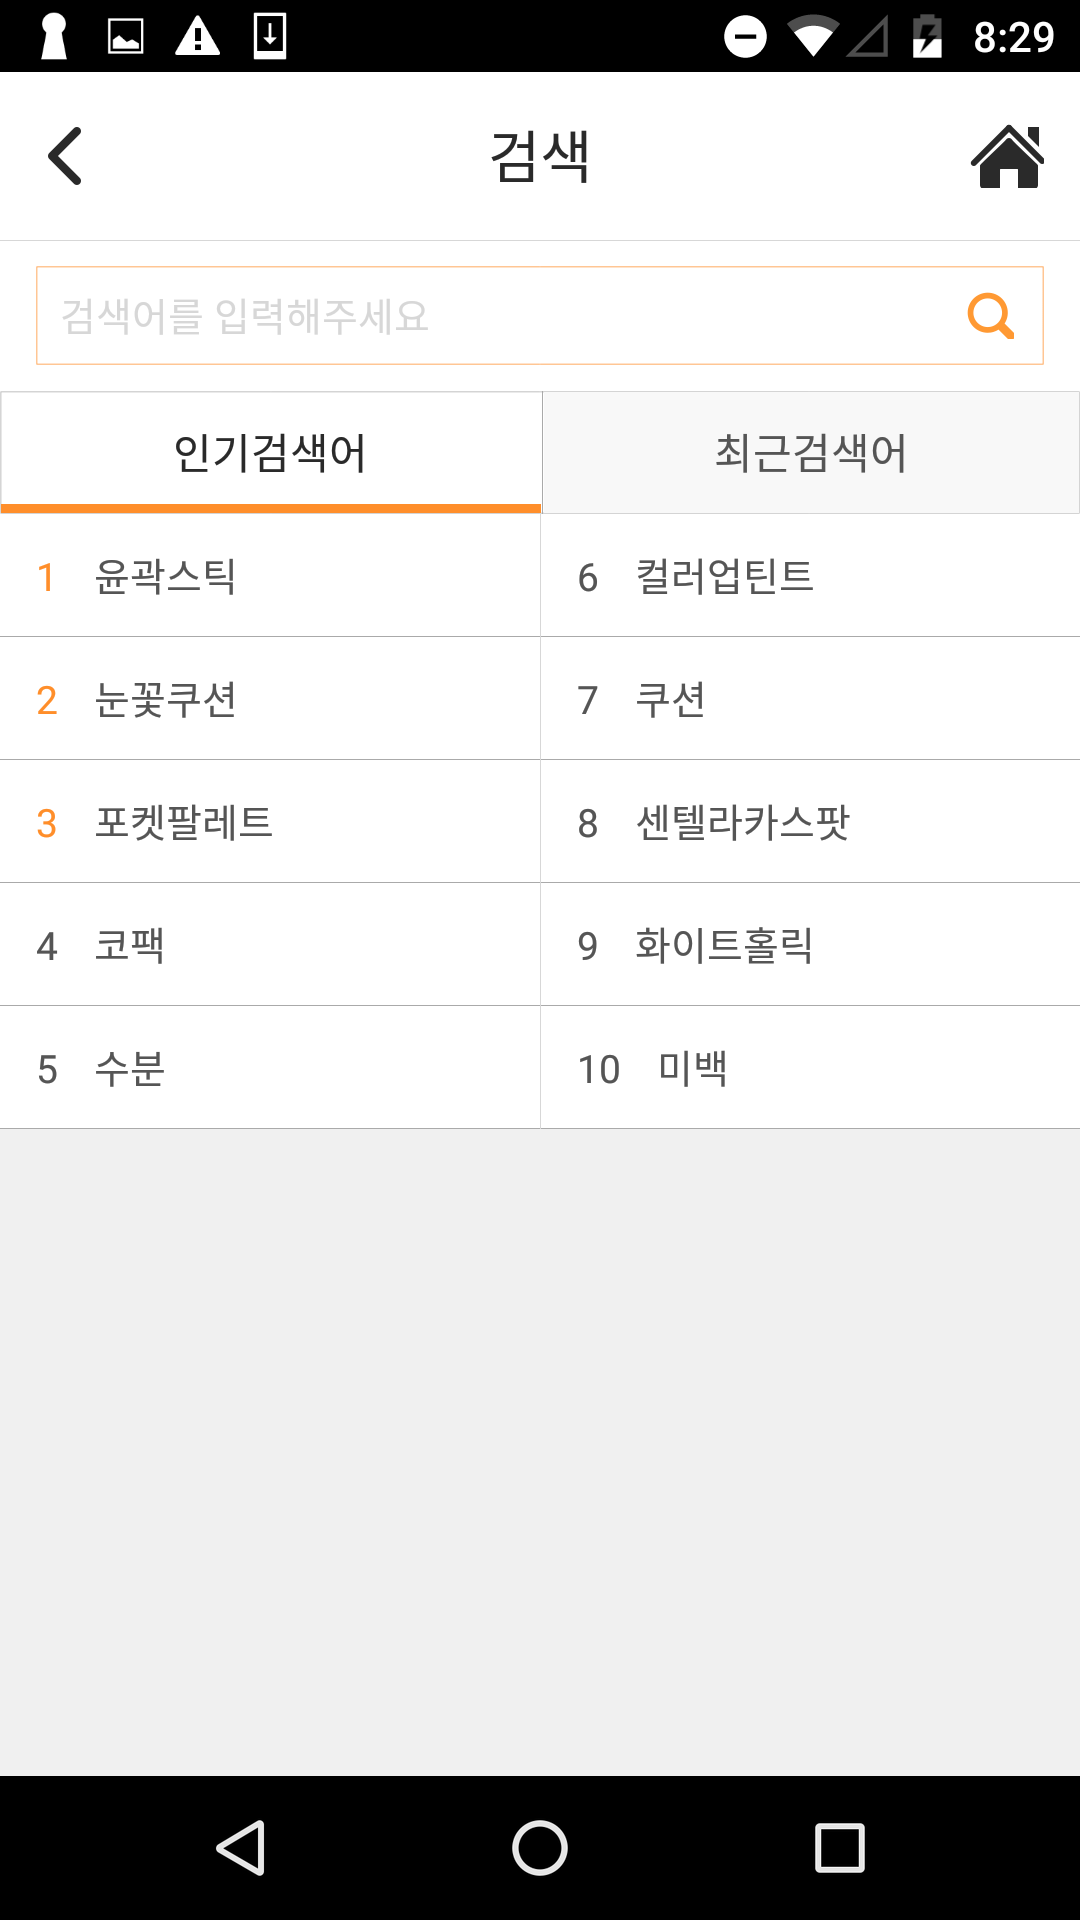 8:29
검색
검색어를 입력해주세요
인기검색어 최근검색어
1 윤곽스틱 6 컬러업틴트
2 눈꽃쿠션 7 쿠션
3 포켓팔레트 8 센텔라카스팟
4 코팩 9 화이트홀릭
5 수분 10 미백